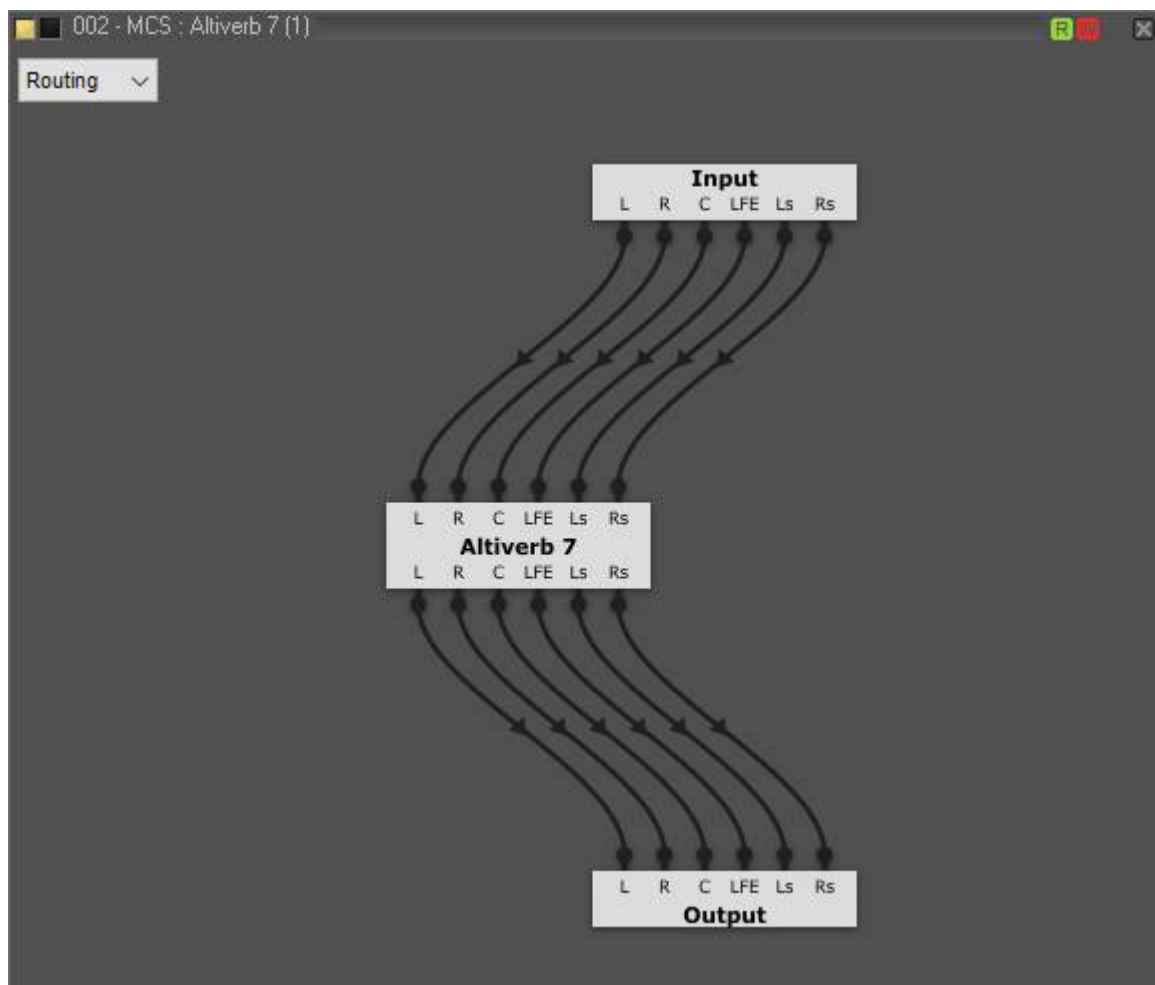 002 - MCS : Altiverb 7 (1) R W
Routing
Input
L R C LFE Ls Rs
L R C LFE Ls Rs
Altiverb 7
L R C LFE Ls Rs
L R C LFE Ls Rs
Output